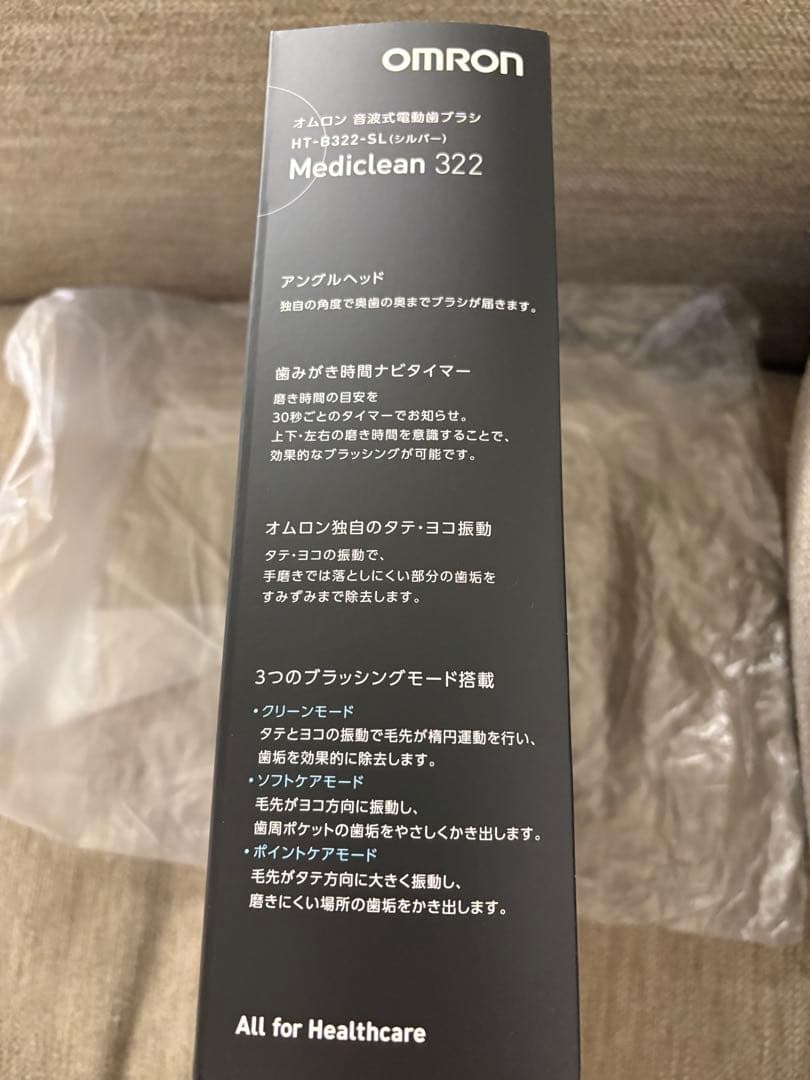 OMRON
オムロン 音波式電動歯ブラシ
HT-B322-SL(シルバー)
Mediclean 322
アングルヘッド
独自の角度で奥歯の奥までブラシが届きます。
歯みがき時間ナビタイマー
磨き時間の目安を
30秒ごとのタイマーでお知らせ。
上下・左右の磨き時間を意識することで、
効果的なブラッシングが可能です。
オムロン独自のタテ・ヨコ振動
タテ・ヨコの振動で、
手磨きでは落としにくい部分の歯垢を
すみずみまで除去します。
3つのブラッシングモード搭載
・クリーンモード
タテとヨコの振動で毛先が楕円運動を行い、
歯垢を効果的に除去します。
・ソフトケアモード
毛先がヨコ方向に振動し、
歯周ポケットの歯垢をやさしくかき出します。
・ポイントケアモード
毛先がタテ方向に大きく振動し、
磨きにくい場所の歯垢をかき出します。
All for Healthcare